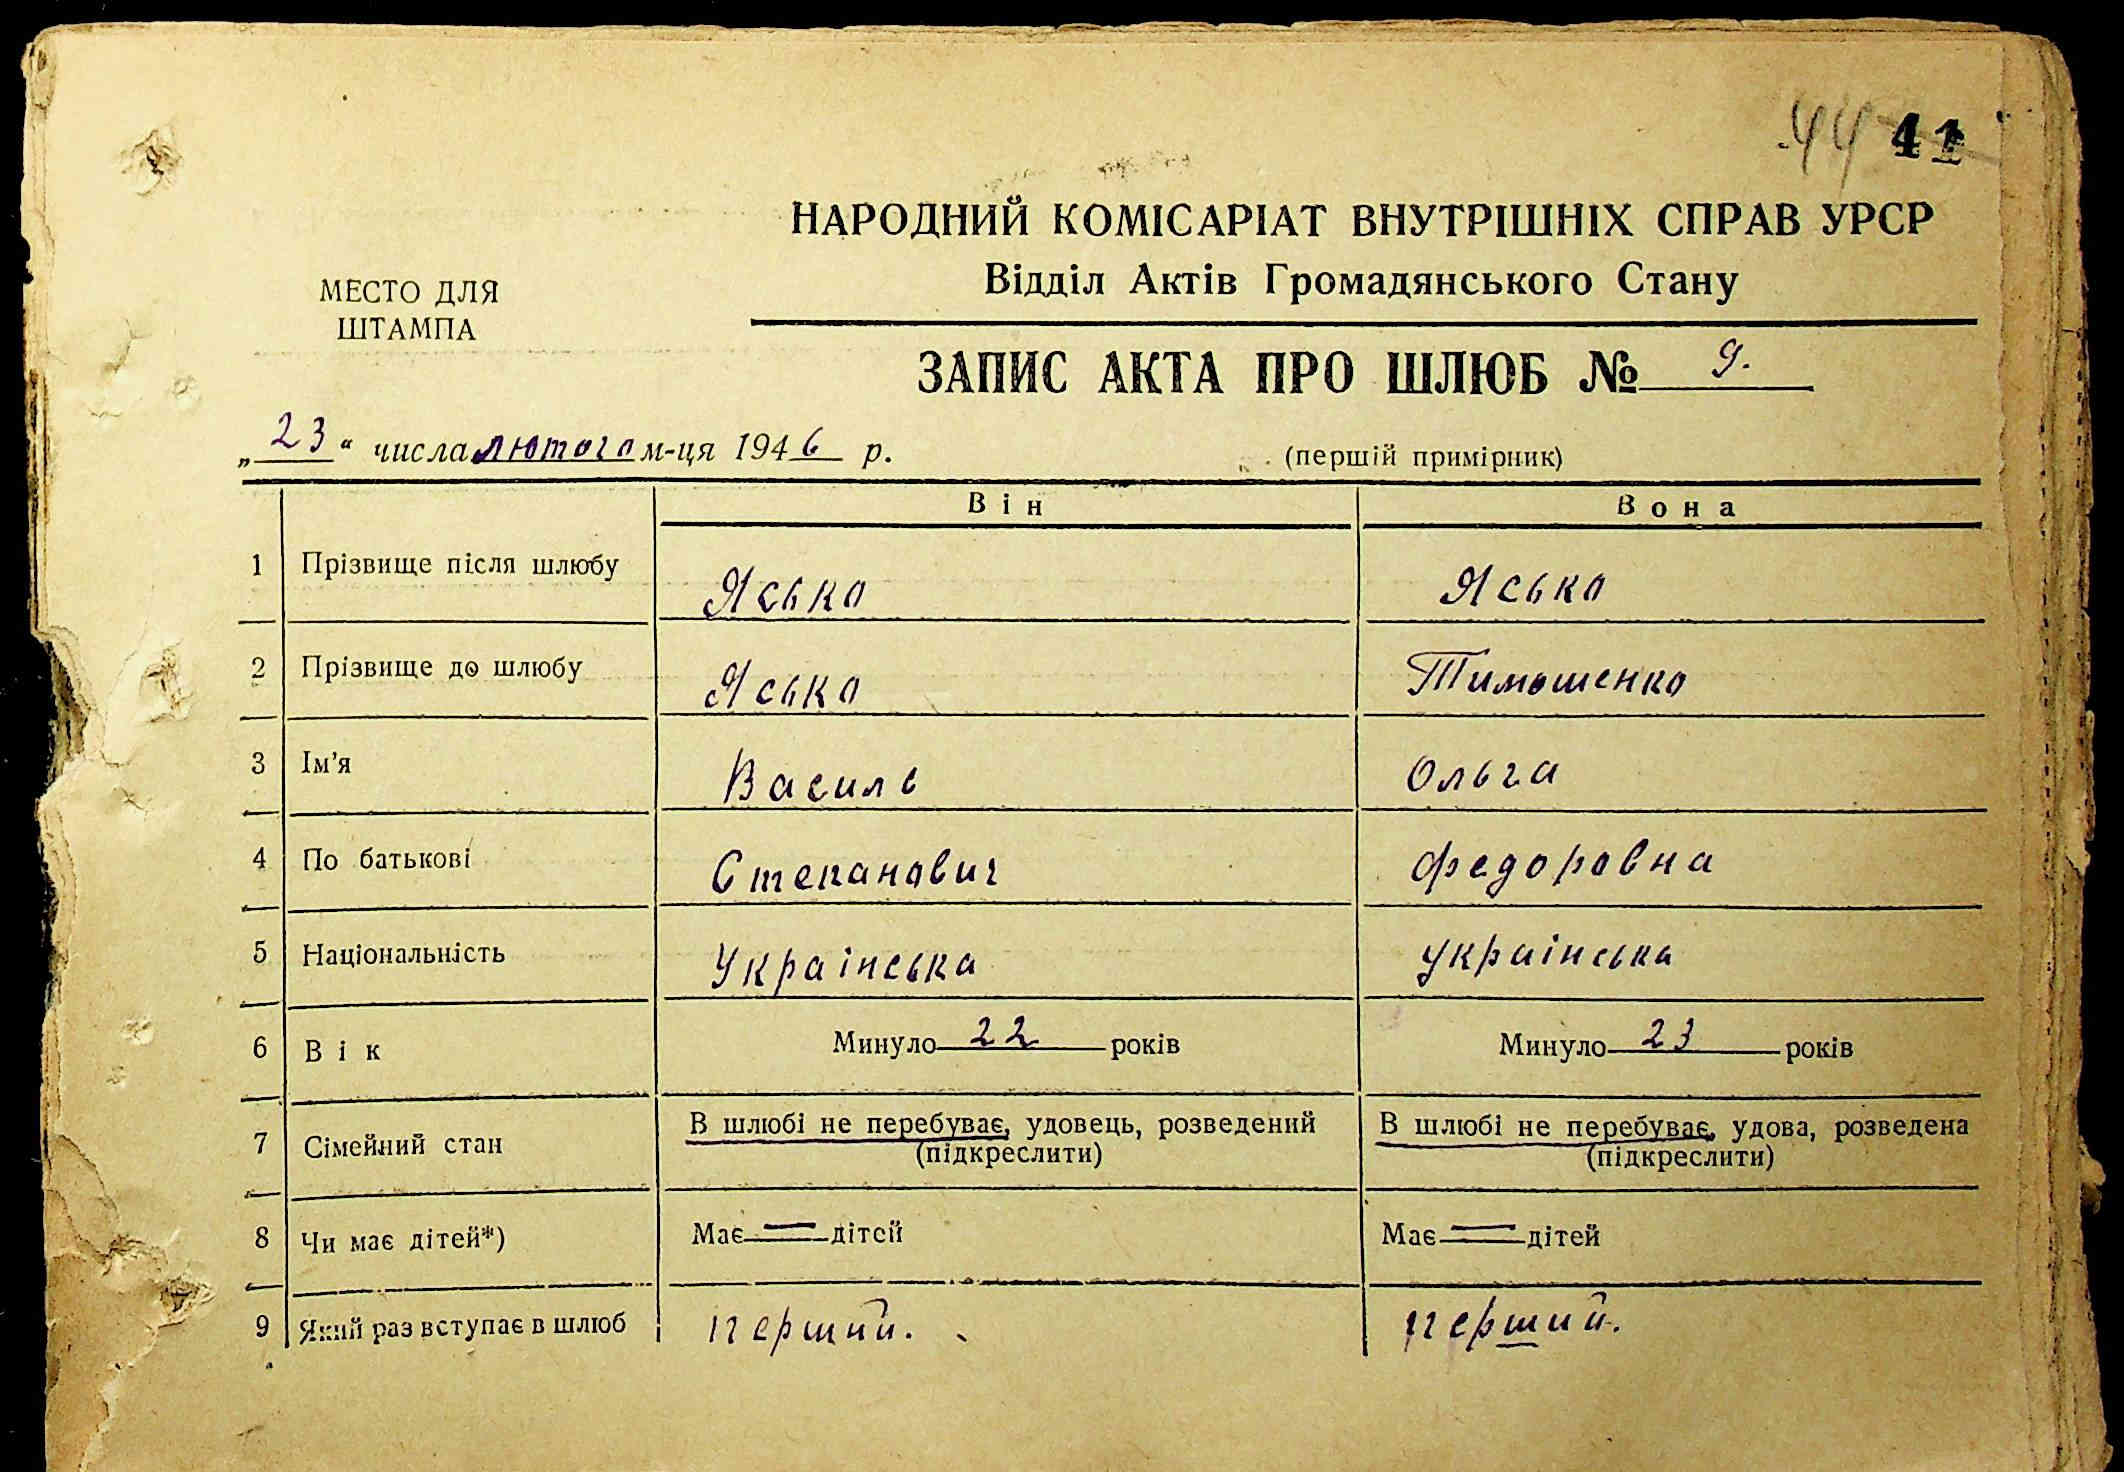 44 41
НАРОДНИЙ КОМІСАРІАТ ВНУТРІШНІХ СПРАВ УРСР
Відділ Актів Громадянського Стану
МЕСТО ДЛЯ
ШТАМПА
ЗАПИС АКТА ПРО ШЛЮБ № 9.
„23“ числа лютого м-ця 1946 р. (першій примірник)
Він Вона
1 Прізвище після шлюбу Ясько Ясько
2 Прізвище до шлюбу Ясько Тимошенко
3 Ім'я Василь Ольга
4 По батькові Степанович Федоровна
5 Національність Українська українська
6 Вік Минуло 22 років Минуло 23 років
7 Сімейний стан В шлюбі не перебуває, удовець, розведений В шлюбі не перебуває, удова, розведена
(підкреслити) (підкреслити)
8 Чи має дітей*) Має = дітей Має = дітей
9 Який раз вступає в шлюб перший. перший.